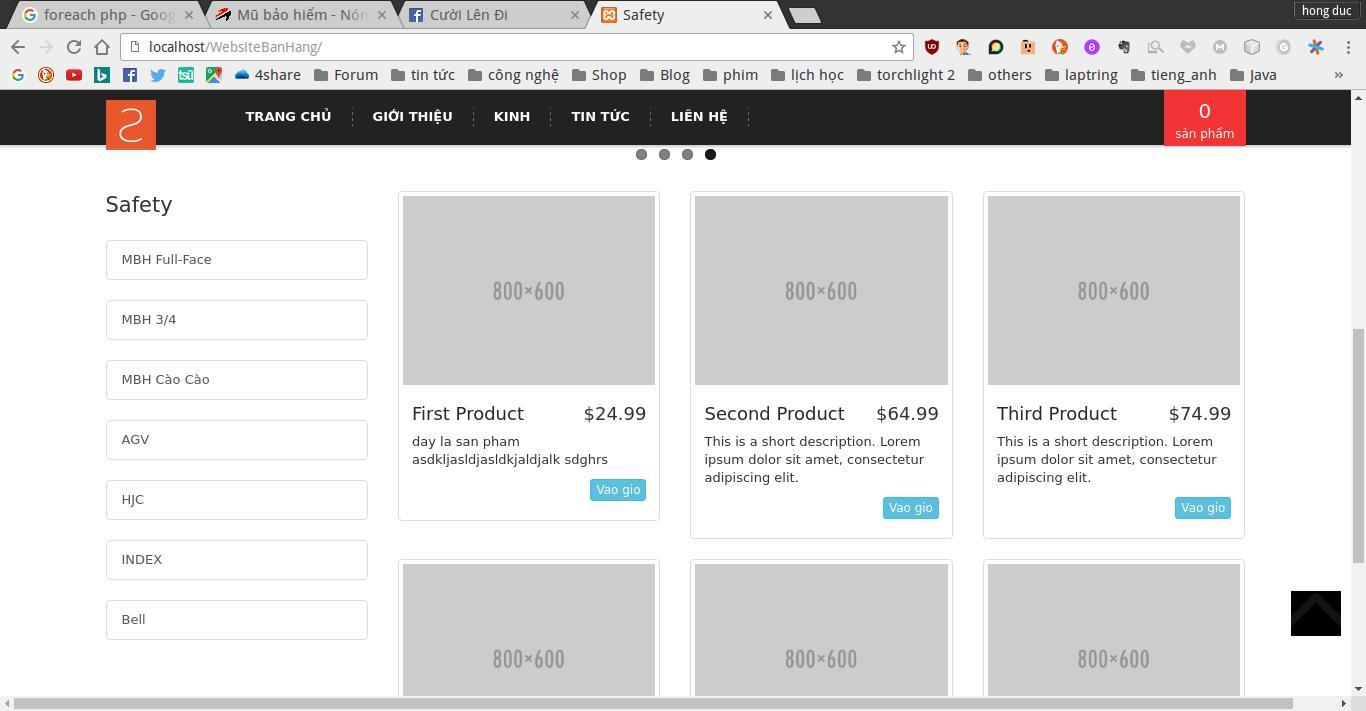 foreach php - Goog
Mũ bảo hiểm - Nón
Cười Lên Đi
Safety
hong duc
localhost/WebsiteBanHang/
4share
Forum
tin tức
công nghệ
Shop
Blog
phim
lịch học
torchlight 2
others
laptring
tieng_anh
Java
»
TRANG CHỦ
GIỚI THIỆU
KINH
TIN TỨC
LIÊN HỆ
0
sản phẩm
Safety
MBH Full-Face
MBH 3/4
MBH Cào Cào
AGV
HJC
INDEX
Bell
800×600
First Product
$24.99
day la san pham
asdkljasldjasldkjaldjalk sdghrs
Vao gio
800×600
Second Product
$64.99
This is a short description. Lorem
ipsum dolor sit amet, consectetur
adipiscing elit.
Vao gio
800×600
Third Product
$74.99
This is a short description. Lorem
ipsum dolor sit amet, consectetur
adipiscing elit.
Vao gio
800×600
800×600
800×600